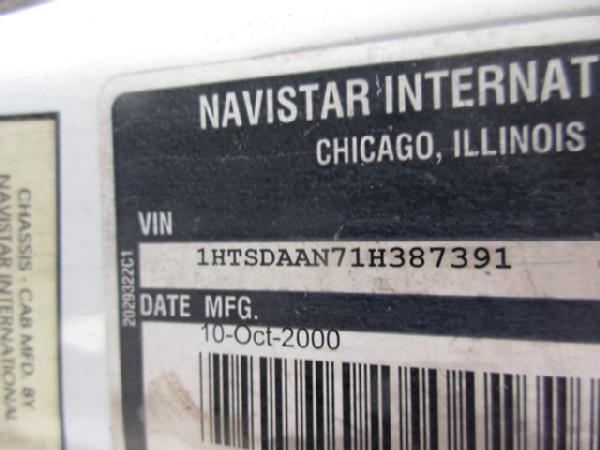 NAVISTAR INTERNAT
CHICAGO, ILLINOIS
VIN
1HTSDAAN71H387391
DATE MFG.
10-Oct-2000
2029322C1
CHASSIS - CAB MFD. BY
NAVISTAR INTERNATIONAL